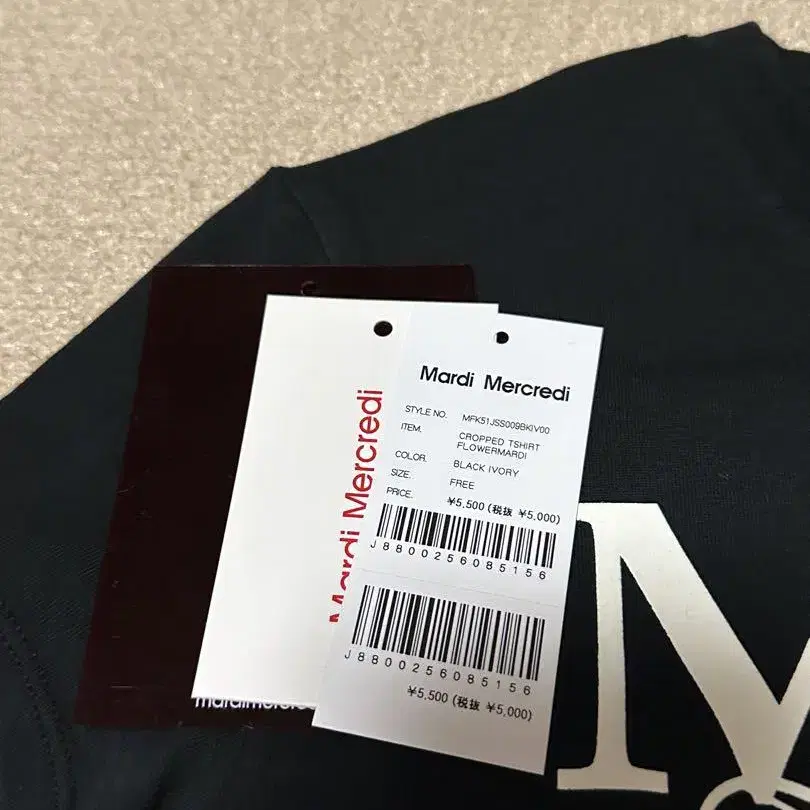 Mardi Mercredi
STYLE NO. MFK51JSS009BKIV00
ITEM. CROPPED TSHIRT
FLOWERMARDI
COLOR. BLACK IVORY
SIZE. FREE
PRICE. ¥5,500 (税抜 ¥5,000)
J8800256085156
J8800256085156
¥5,500 (税抜 ¥5,000)
Mardi Mercredi
mardimercre
M